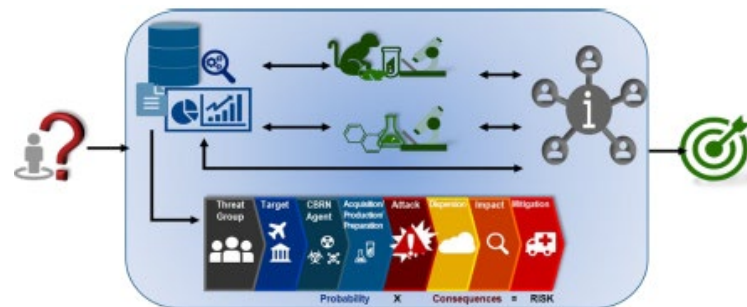 i
Threat
Group
Target
CBRN
Agent
Acquisition/
Production/
Preparation
Attack
Dispersion
Impact
Mitigation
Probability X Consequences = RISK